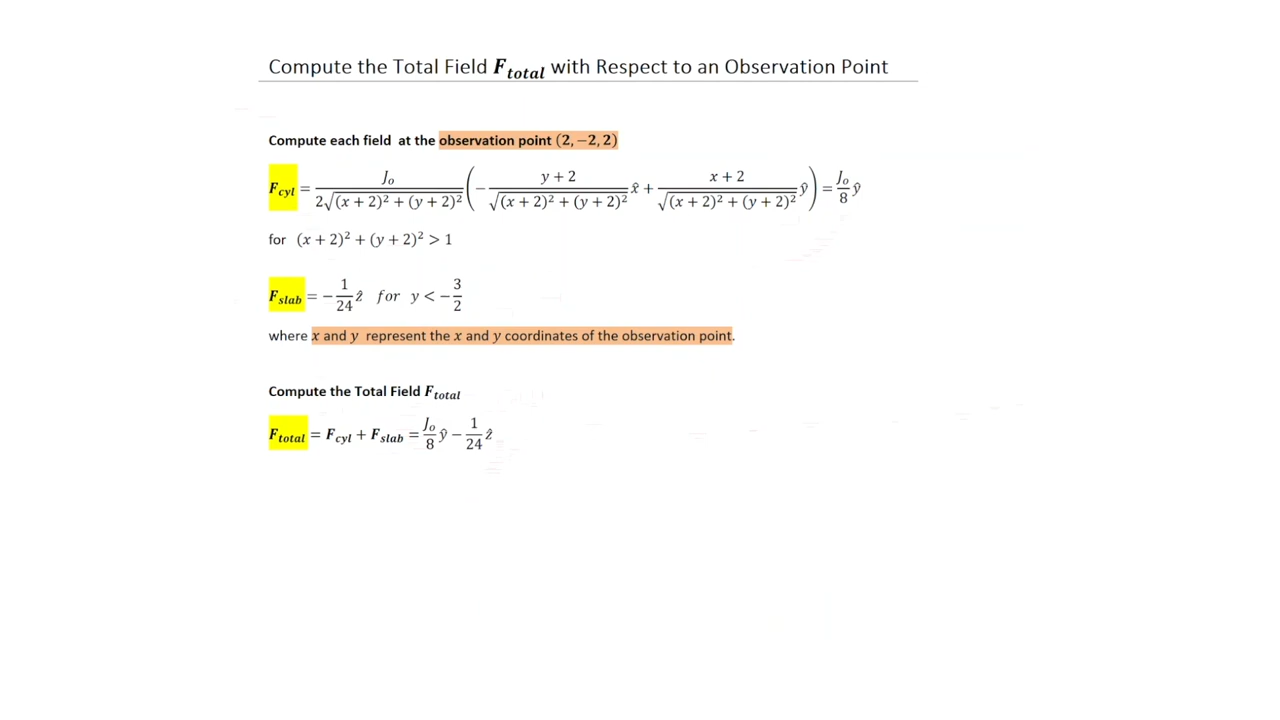 Compute the Total Field F_total with Respect to an Observation Point
Compute each field at the observation point (2, −2, 2)
F_cyl = J_o / (2√((x + 2)² + (y + 2)²)) (− (y + 2) / √((x + 2)² + (y + 2)²) x̂ + (x + 2) / √((x + 2)² + (y + 2)²) ŷ) = J_o/8 ŷ
for (x + 2)² + (y + 2)² > 1
F_slab = − 1/24 ẑ for y < − 3/2
where x and y represent the x and y coordinates of the observation point.
Compute the Total Field F_total
F_total = F_cyl + F_slab = J_o/8 ŷ − 1/24 ẑ